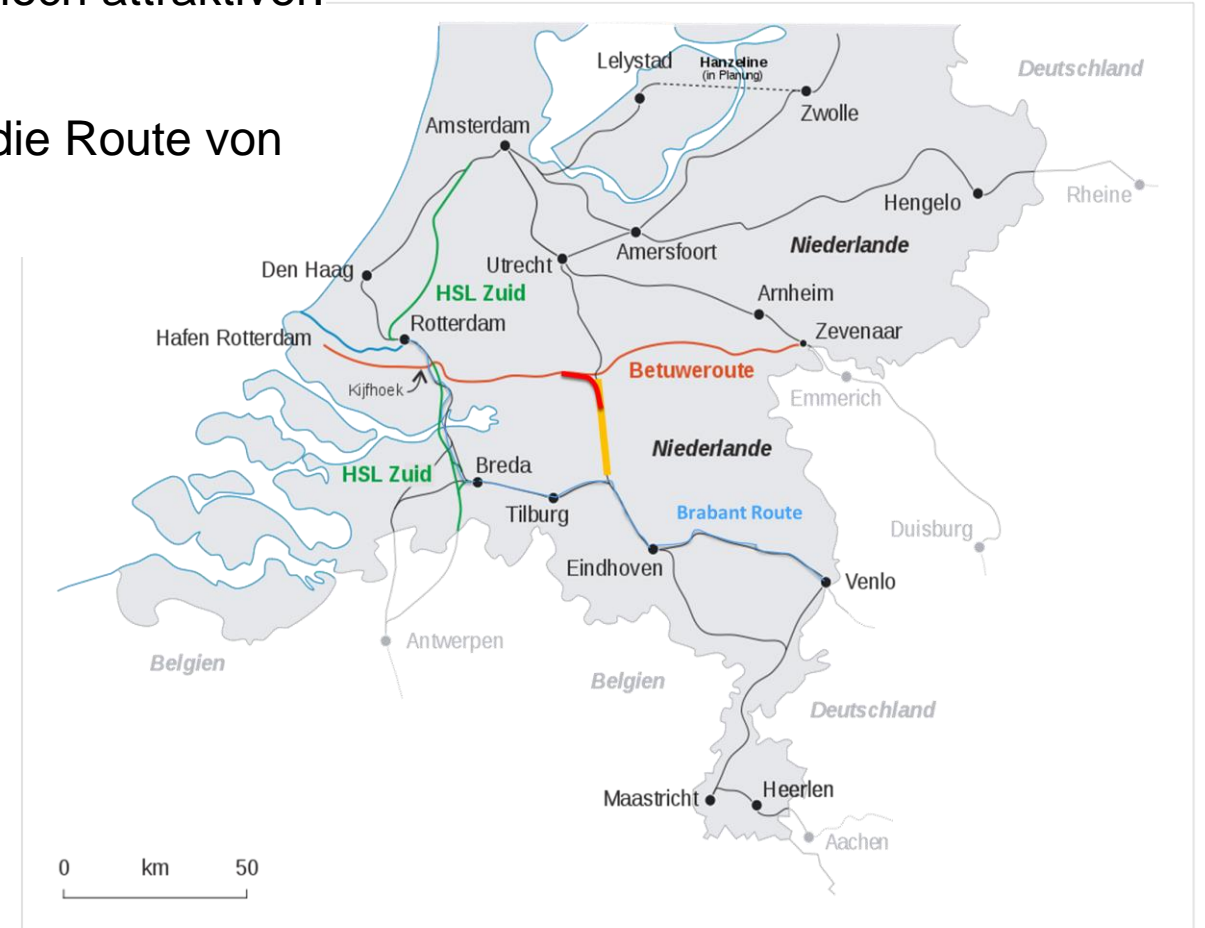 noch attraktiver.
die Route von
Lelystad
Hanzeline
(in Planung)
Zwolle
Deutschland
Amsterdam
Rheine
Hengelo
Niederlande
Amersfoort
Utrecht
Den Haag
HSL Zuid
Arnheim
Rotterdam
Zevenaar
Hafen Rotterdam
Betuweroute
Kijfhoek
Emmerich
Niederlande
HSL Zuid
Breda
Tilburg
Brabant Route
Duisburg
Eindhoven
Venlo
Antwerpen
Belgien
Belgien
Deutschland
Maastricht
Heerlen
Aachen
0 km 50